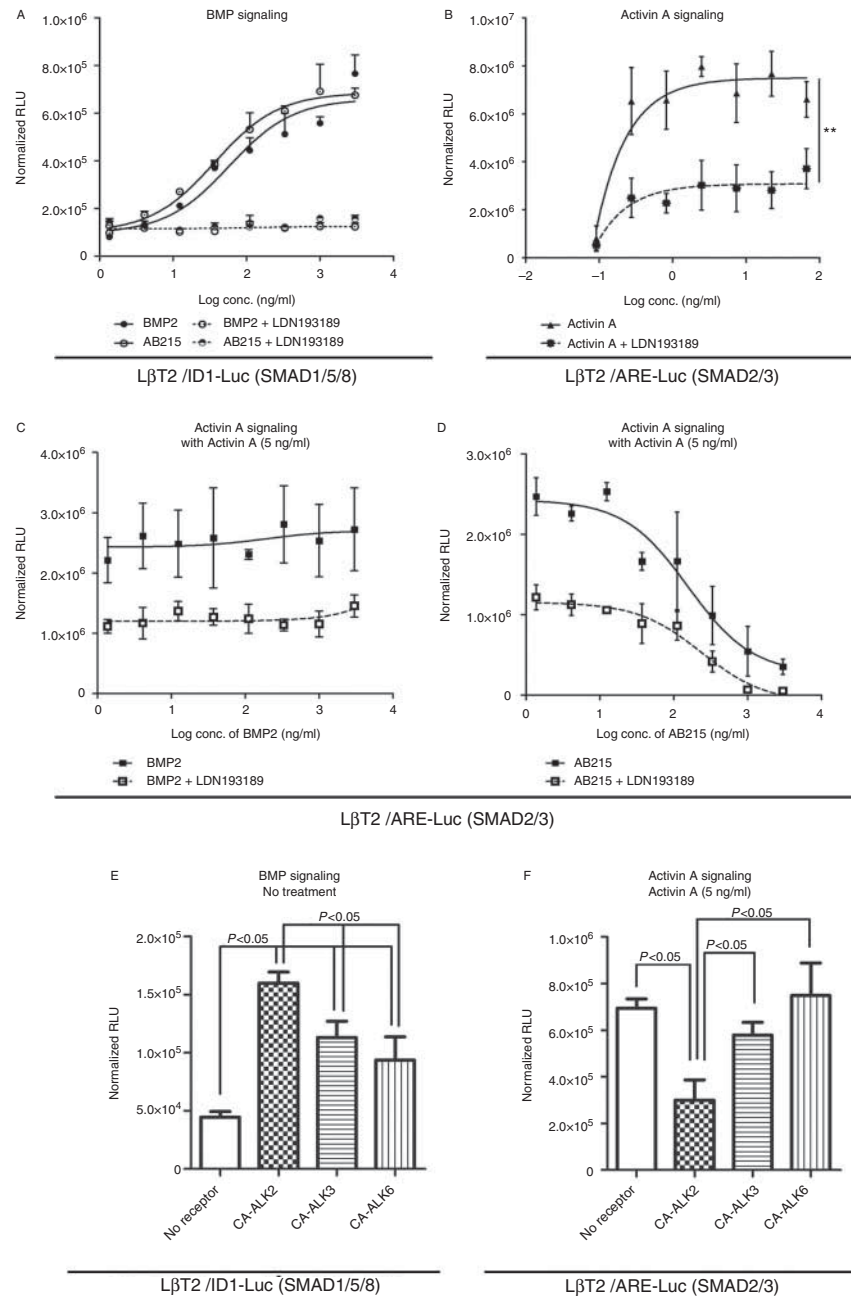 A
BMP signaling
1.0×10⁶
8.0×10⁵
6.0×10⁵
4.0×10⁵
2.0×10⁵
0
Normalized RLU
0 1 2 3 4
Log conc. (ng/ml)
BMP2 BMP2 + LDN193189
AB215 AB215 + LDN193189
LβT2 /ID1-Luc (SMAD1/5/8)
B
Activin A signaling
1.0×10⁷
8.0×10⁶
6.0×10⁶
4.0×10⁶
2.0×10⁶
0
Normalized RLU
**
−2 −1 0 1 2
Log conc. (ng/ml)
Activin A
Activin A + LDN193189
LβT2 /ARE-Luc (SMAD2/3)
C
Activin A signaling
with Activin A (5 ng/ml)
4.0×10⁶
3.0×10⁶
2.0×10⁶
1.0×10⁶
0
Normalized RLU
0 1 2 3 4
Log conc. of BMP2 (ng/ml)
BMP2
BMP2 + LDN193189
D
Activin A signaling
with Activin A (5 ng/ml)
3.0×10⁶
2.0×10⁶
1.0×10⁶
0
Normalized RLU
0 1 2 3 4
Log conc. of AB215 (ng/ml)
AB215
AB215 + LDN193189
LβT2 /ARE-Luc (SMAD2/3)
E
BMP signaling
No treatment
P<0.05
P<0.05
2.0×10⁵
1.5×10⁵
1.0×10⁵
5.0×10⁴
0
Normalized RLU
No receptor
CA-ALK2
CA-ALK3
CA-ALK6
LβT2 /ID1-Luc (SMAD1/5/8)
F
Activin A signaling
Activin A (5 ng/ml)
P<0.05
P<0.05
P<0.05
1.0×10⁶
8.0×10⁵
6.0×10⁵
4.0×10⁵
2.0×10⁵
0
Normalized RLU
No receptor
CA-ALK2
CA-ALK3
CA-ALK6
LβT2 /ARE-Luc (SMAD2/3)